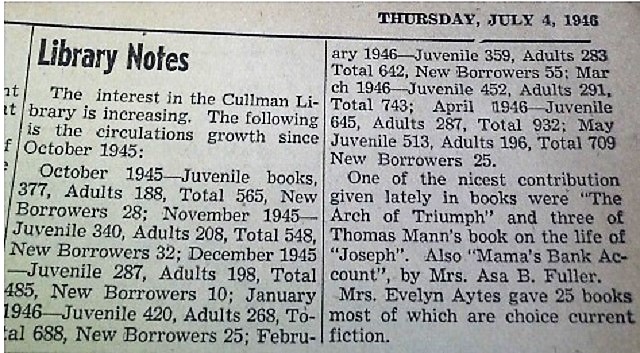 THURSDAY, JULY 4, 1946
Library Notes
The interest in the Cullman Li-
brary is increasing. The following
is the circulations growth since
October 1945:
October 1945—Juvenile books,
377, Adults 188, Total 565, New
Borrowers 28; November 1945—
Juvenile 340, Adults 208, Total 548,
New Borrowers 32; December 1945
—Juvenile 287, Adults 198, Total
485, New Borrowers 10; January
1946—Juvenile 420, Adults 268, To-
tal 688, New Borrowers 25; Febru-
ary 1946—Juvenile 359, Adults 283
Total 642, New Borrowers 55; Mar
ch 1946—Juvenile 452, Adults 291,
Total 743; April 1946—Juvenile
645, Adults 287, Total 932; May
Juvenile 513, Adults 196, Total 709
New Borrowers 25.
One of the nicest contribution
given lately in books were "The
Arch of Triumph" and three of
Thomas Mann's book on the life of
"Joseph". Also "Mama's Bank Ac-
count", by Mrs. Asa B. Fuller.
Mrs. Evelyn Aytes gave 25 books
most of which are choice current
fiction.